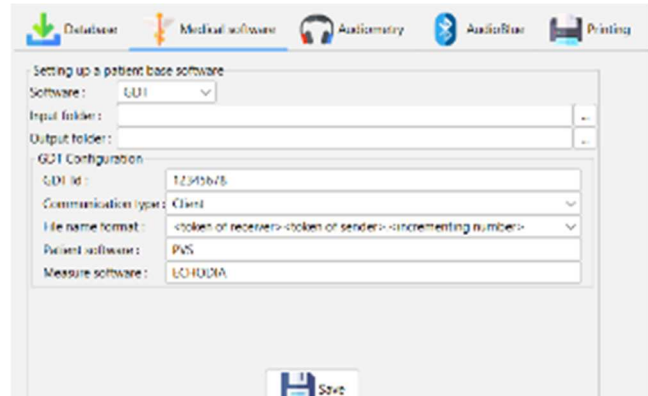 Database Medical software Audiometry AudioBlue Printing
Setting up a patient base software
Software : GDT
Input folder : ...
Output folder : ...
GDT Configuration
GDT Id : 12345678
Communication type : Client
File name format : <token of receiver><token of sender>.<incrementing number>
Patient software : PVS
Measure software : ECHODIA
Save